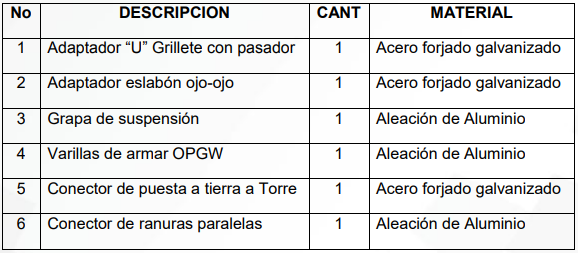 No DESCRIPCION CANT MATERIAL
1 Adaptador “U” Grillete con pasador 1 Acero forjado galvanizado
2 Adaptador eslabón ojo-ojo 1 Acero forjado galvanizado
3 Grapa de suspensión 1 Aleación de Aluminio
4 Varillas de armar OPGW 1 Aleación de Aluminio
5 Conector de puesta a tierra a Torre 1 Acero forjado galvanizado
6 Conector de ranuras paralelas 1 Aleación de Aluminio